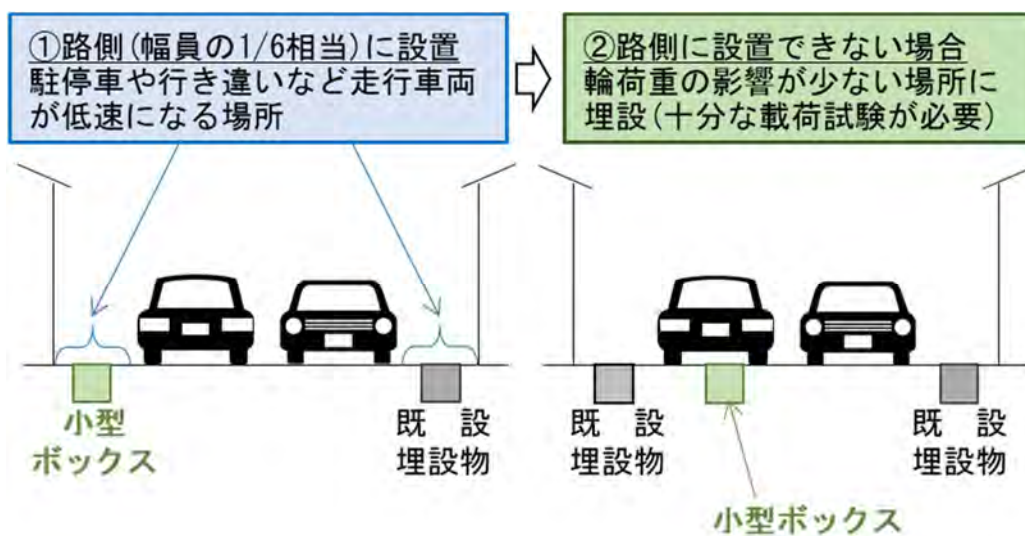 ①路側(幅員の1/6相当)に設置
駐停車や行き違いなど走行車両
が低速になる場所
②路側に設置できない場合
輪荷重の影響が少ない場所に
埋設(十分な載荷試験が必要)
小型
ボックス
既 設
埋設物
既 設
埋設物
既 設
埋設物
小型ボックス